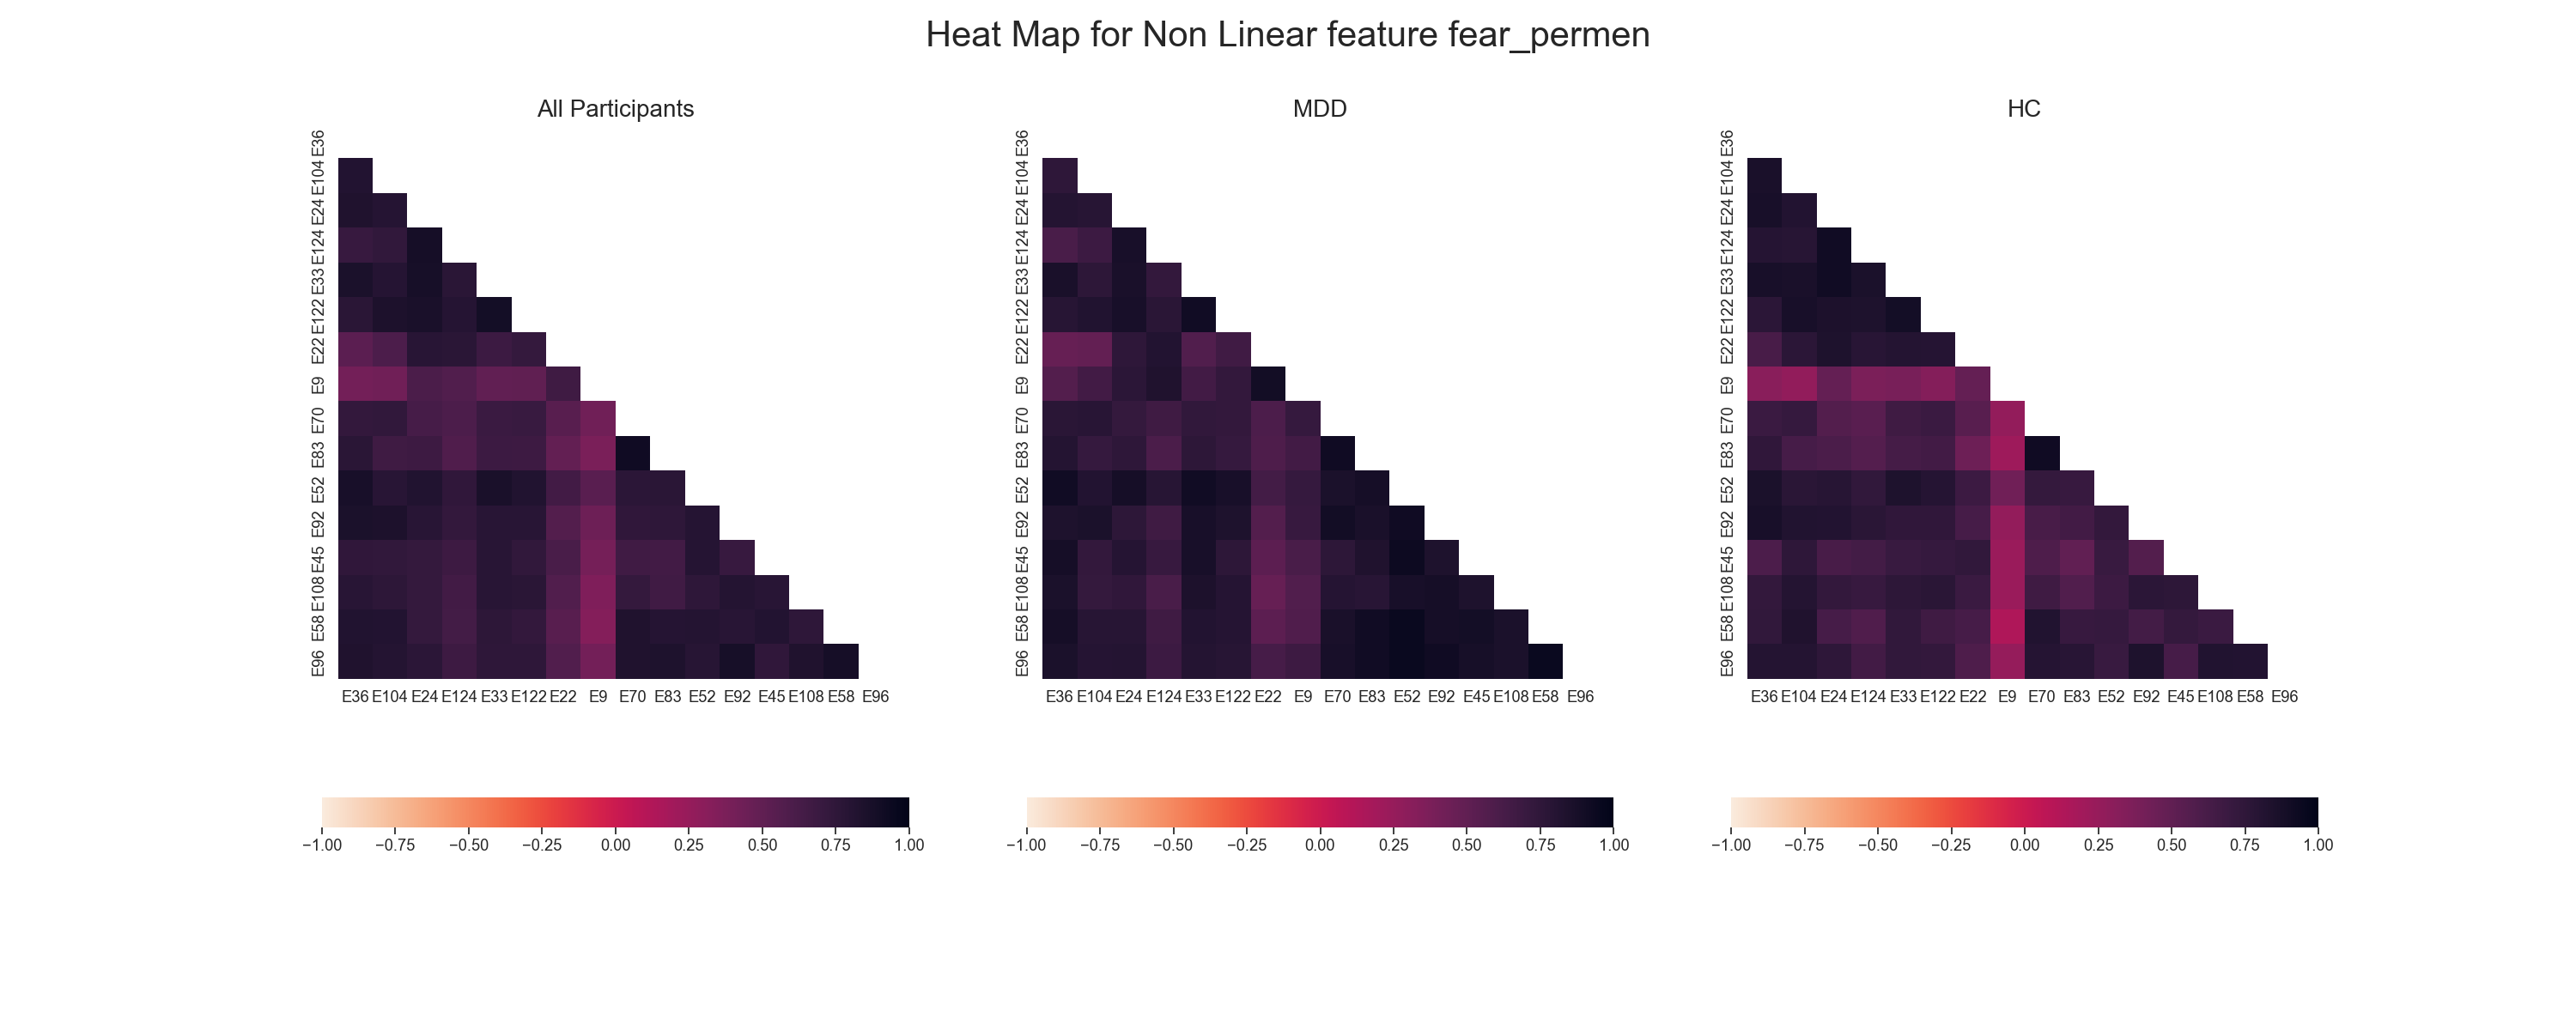 Heat Map for Non Linear feature fear_permen
All Participants
E36
E104
E24
E124
E33
E122
E22
E9
E70
E83
E52
E92
E45
E108
E58
E96
E36 E104 E24 E124 E33 E122 E22 E9 E70 E83 E52 E92 E45 E108 E58 E96
−1.00 −0.75 −0.50 −0.25 0.00 0.25 0.50 0.75 1.00
MDD
E36
E104
E24
E124
E33
E122
E22
E9
E70
E83
E52
E92
E45
E108
E58
E96
E36 E104 E24 E124 E33 E122 E22 E9 E70 E83 E52 E92 E45 E108 E58 E96
−1.00 −0.75 −0.50 −0.25 0.00 0.25 0.50 0.75 1.00
HC
E36
E104
E24
E124
E33
E122
E22
E9
E70
E83
E52
E92
E45
E108
E58
E96
E36 E104 E24 E124 E33 E122 E22 E9 E70 E83 E52 E92 E45 E108 E58 E96
−1.00 −0.75 −0.50 −0.25 0.00 0.25 0.50 0.75 1.00